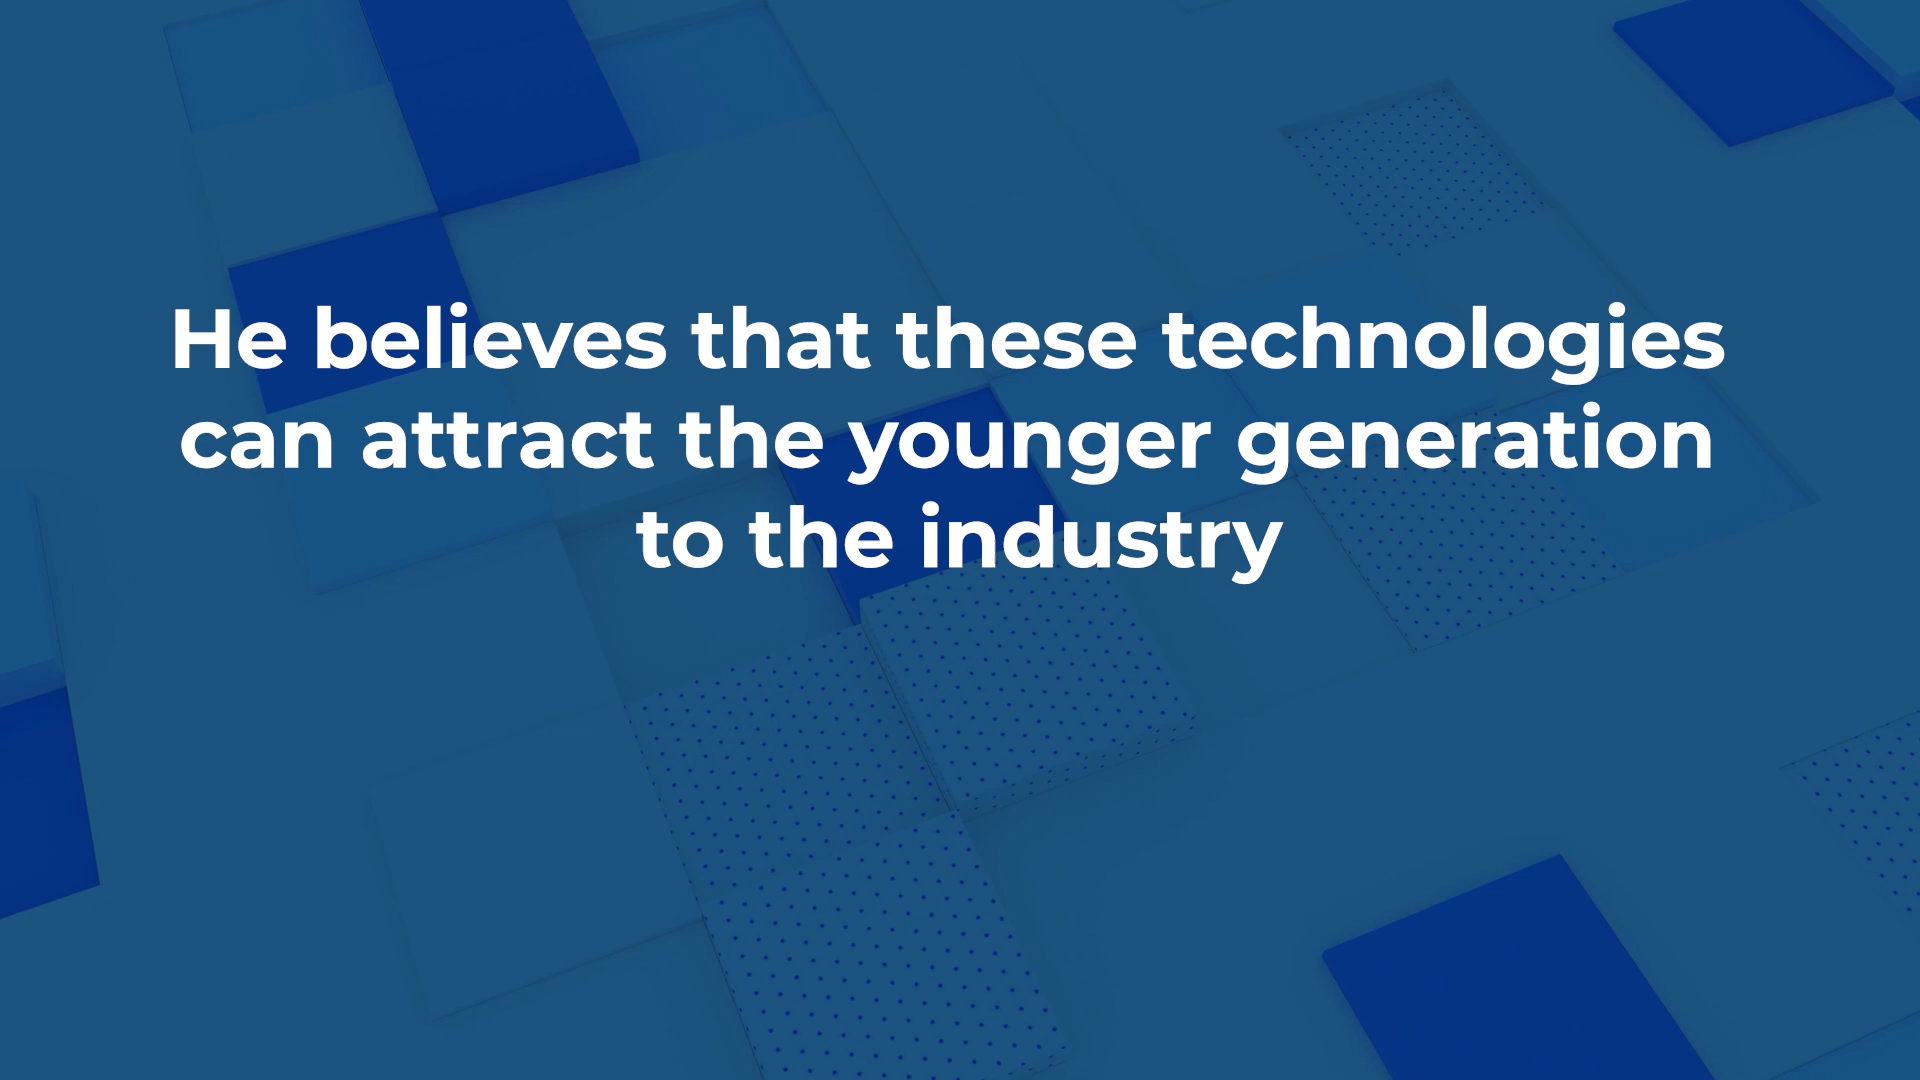 He believes that these technologies
can attract the younger generation
to the industry